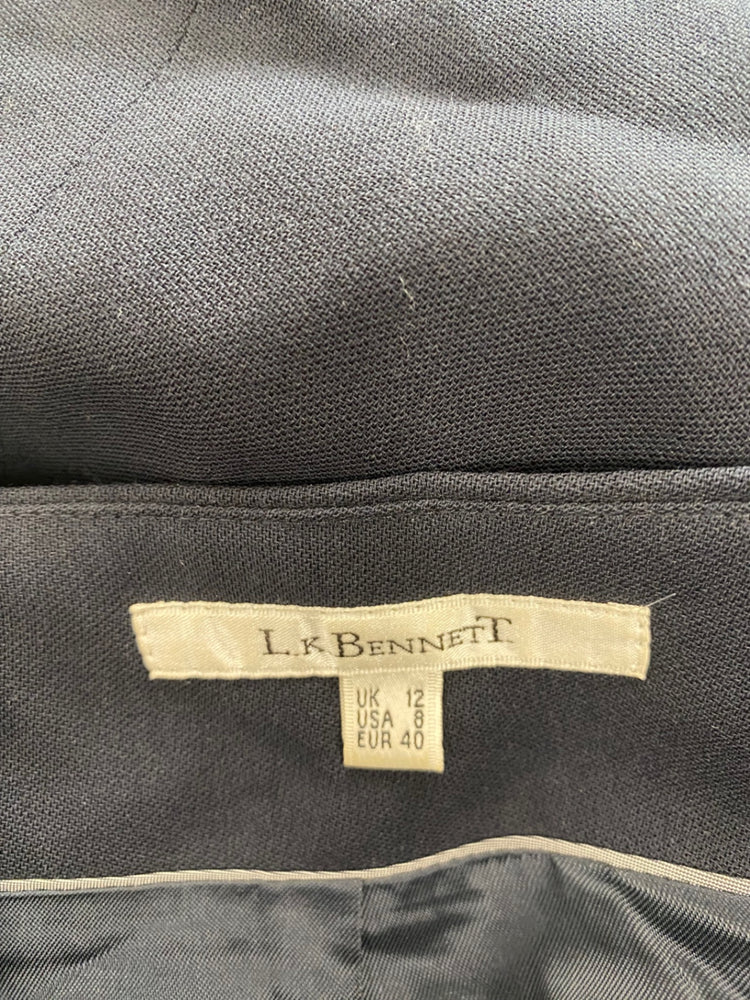 L.K BENNETT
UK 12
USA 8
EUR 40